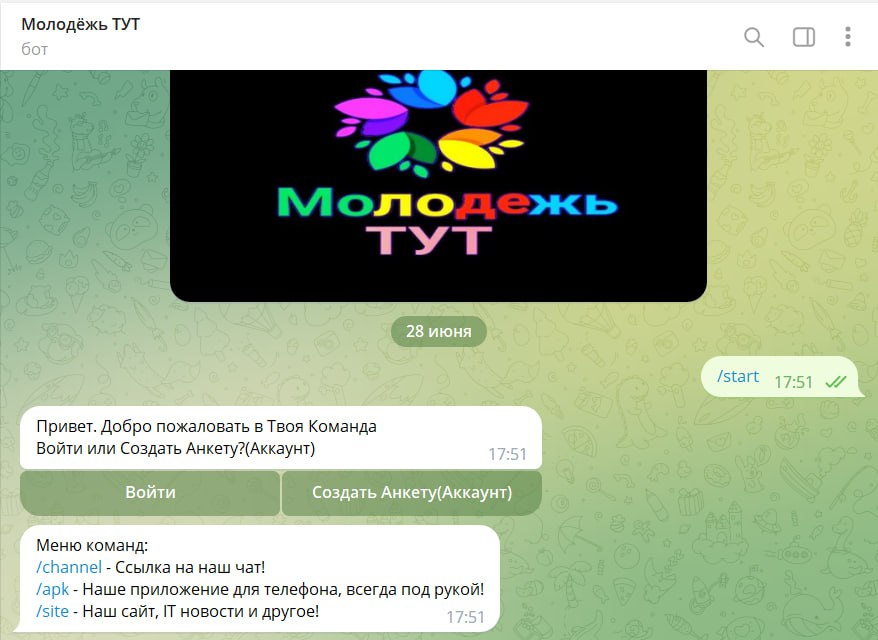 Молодёжь ТУТ
бот
Молодежь
ТУТ
28 июня
/start 17:51
Привет. Добро пожаловать в Твоя Команда
Войти или Создать Анкету?(Аккаунт)
17:51
Войти
Создать Анкету(Аккаунт)
Меню команд:
/channel - Ссылка на наш чат!
/apk - Наше приложение для телефона, всегда под рукой!
/site - Наш сайт, IT новости и другое!
17:51